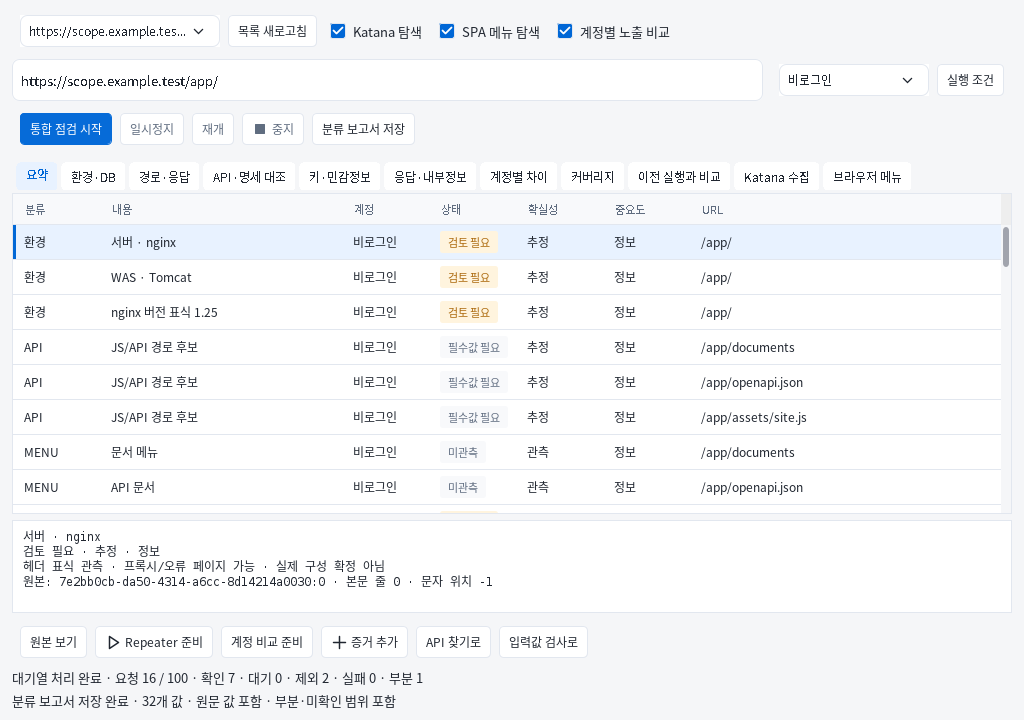 https://scope.example.tes... 목록 새로고침 Katana 탐색 SPA 메뉴 탐색 계정별 노출 비교
https://scope.example.test/app/ 비로그인 실행 조건
통합 점검 시작 일시정지 재개 중지 분류 보고서 저장
요약 환경·DB 경로·응답 API·명세 대조 키·민감정보 응답·내부정보 계정별 차이 커버리지 이전 실행과 비교 Katana 수집 브라우저 메뉴
분류 내용 계정 상태 확실성 중요도 URL
환경 서버 · nginx 비로그인 검토 필요 추정 정보 /app/
환경 WAS · Tomcat 비로그인 검토 필요 추정 정보 /app/
환경 nginx 버전 표식 1.25 비로그인 검토 필요 추정 정보 /app/
API JS/API 경로 후보 비로그인 필수값 필요 추정 정보 /app/documents
API JS/API 경로 후보 비로그인 필수값 필요 추정 정보 /app/openapi.json
API JS/API 경로 후보 비로그인 필수값 필요 추정 정보 /app/assets/site.js
MENU 문서 메뉴 비로그인 미관측 관측 정보 /app/documents
MENU API 문서 비로그인 미관측 관측 정보 /app/openapi.json
서버 · nginx
검토 필요 · 추정 · 정보
헤더 표식 관측 · 프록시/오류 페이지 가능 · 실제 구성 확정 아님
원본: 7e2bb0cb-da50-4314-a6cc-8d14214a0030:0 · 본문 줄 0 · 문자 위치 -1
원본 보기 Repeater 준비 계정 비교 준비 증거 추가 API 찾기로 입력값 검사로
대기열 처리 완료 · 요청 16 / 100 · 확인 7 · 대기 0 · 제외 2 · 실패 0 · 부분 1
분류 보고서 저장 완료 · 32개 값 · 원문 값 포함 · 부분·미확인 범위 포함